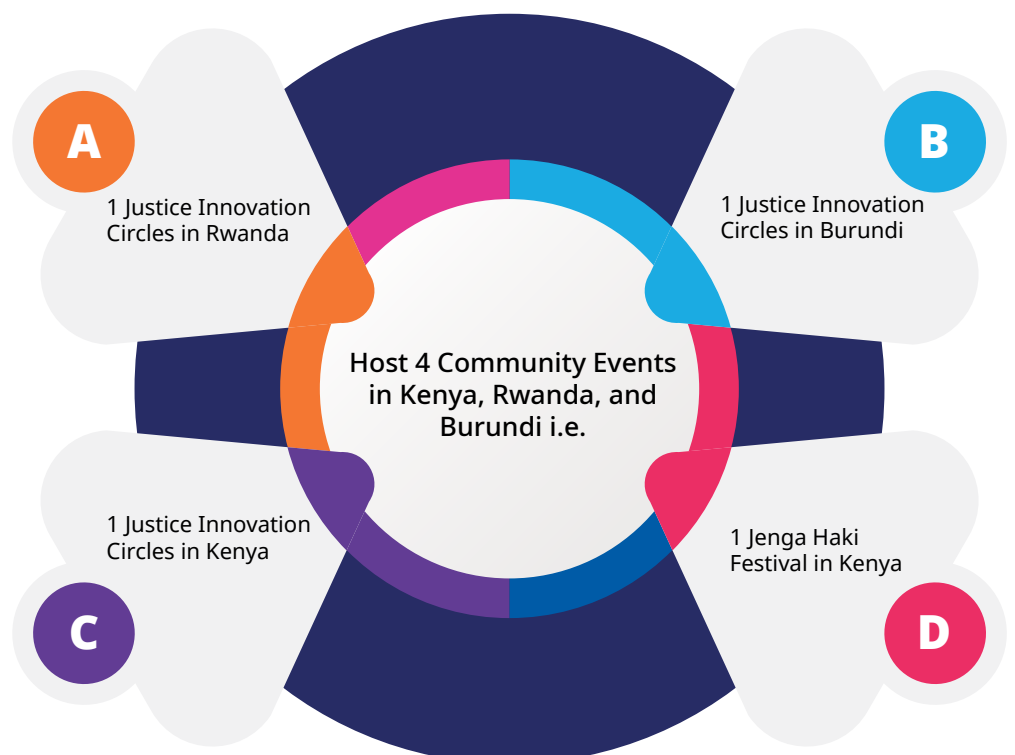 A
1 Justice Innovation
Circles in Rwanda
B
1 Justice Innovation
Circles in Burundi
Host 4 Community Events
in Kenya, Rwanda, and
Burundi i.e.
C
1 Justice Innovation
Circles in Kenya
D
1 Jenga Haki
Festival in Kenya